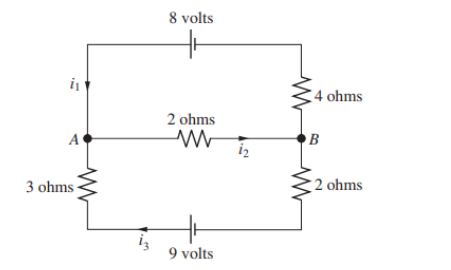 8 volts
i₁
4 ohms
2 ohms
A
i₂
B
3 ohms
2 ohms
i₃
9 volts